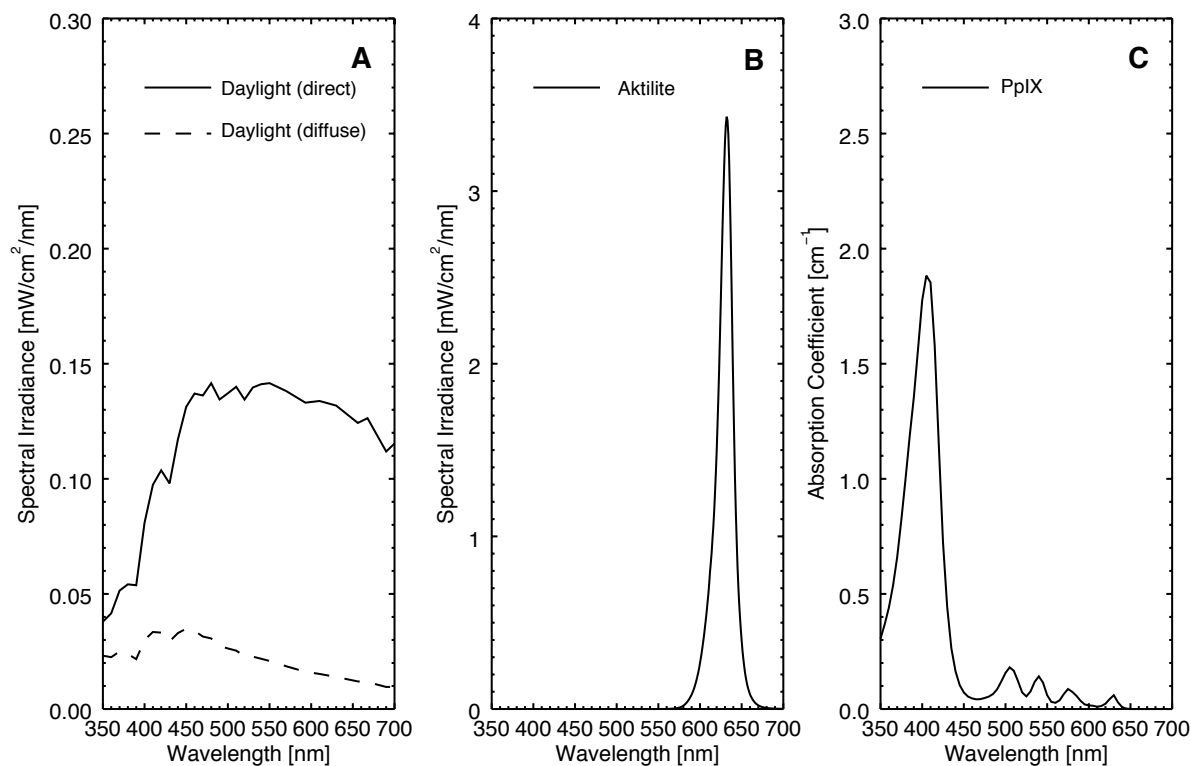 A
Daylight (direct)
Daylight (diffuse)
0.30
0.25
0.20
0.15
0.10
0.05
0.00
Spectral Irradiance [mW/cm²/nm]
350 400 450 500 550 600 650 700
Wavelength [nm]
B
Aktilite
4
3
2
1
0
Spectral Irradiance [mW/cm²/nm]
350 400 450 500 550 600 650 700
Wavelength [nm]
C
PpIX
3.0
2.5
2.0
1.5
1.0
0.5
0.0
Absorption Coefficient [cm⁻¹]
350 400 450 500 550 600 650 700
Wavelength [nm]